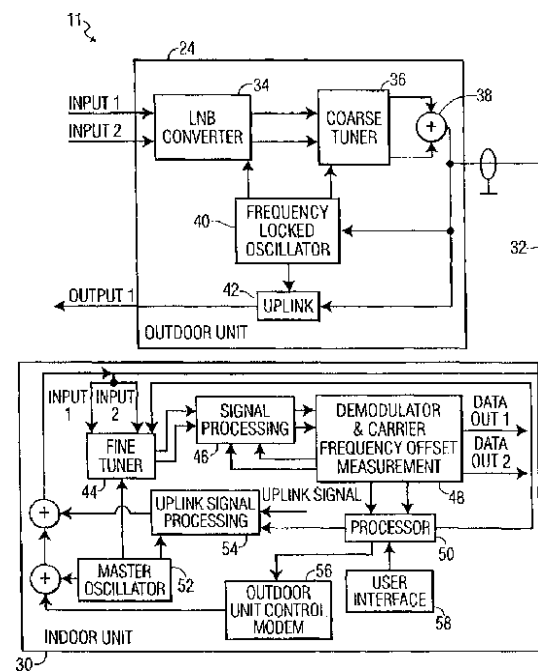 11
24
34
36
38
INPUT 1
INPUT 2
LNB
CONVERTER
COARSE
TUNER
40
FREQUENCY
LOCKED
OSCILLATOR
32
42
UPLINK
OUTPUT 1
OUTDOOR UNIT
INPUT
1
INPUT
2
SIGNAL
PROCESSING
46
DEMODULATOR
& CARRIER
FREQUENCY OFFSET
MEASUREMENT
48
DATA
OUT 1
DATA
OUT 2
FINE
TUNER
44
UPLINK SIGNAL
UPLINK SIGNAL
PROCESSING
54
PROCESSOR
50
MASTER
OSCILLATOR
52
56
OUTDOOR
UNIT CONTROL
MODEM
USER
INTERFACE
58
INDOOR UNIT
30